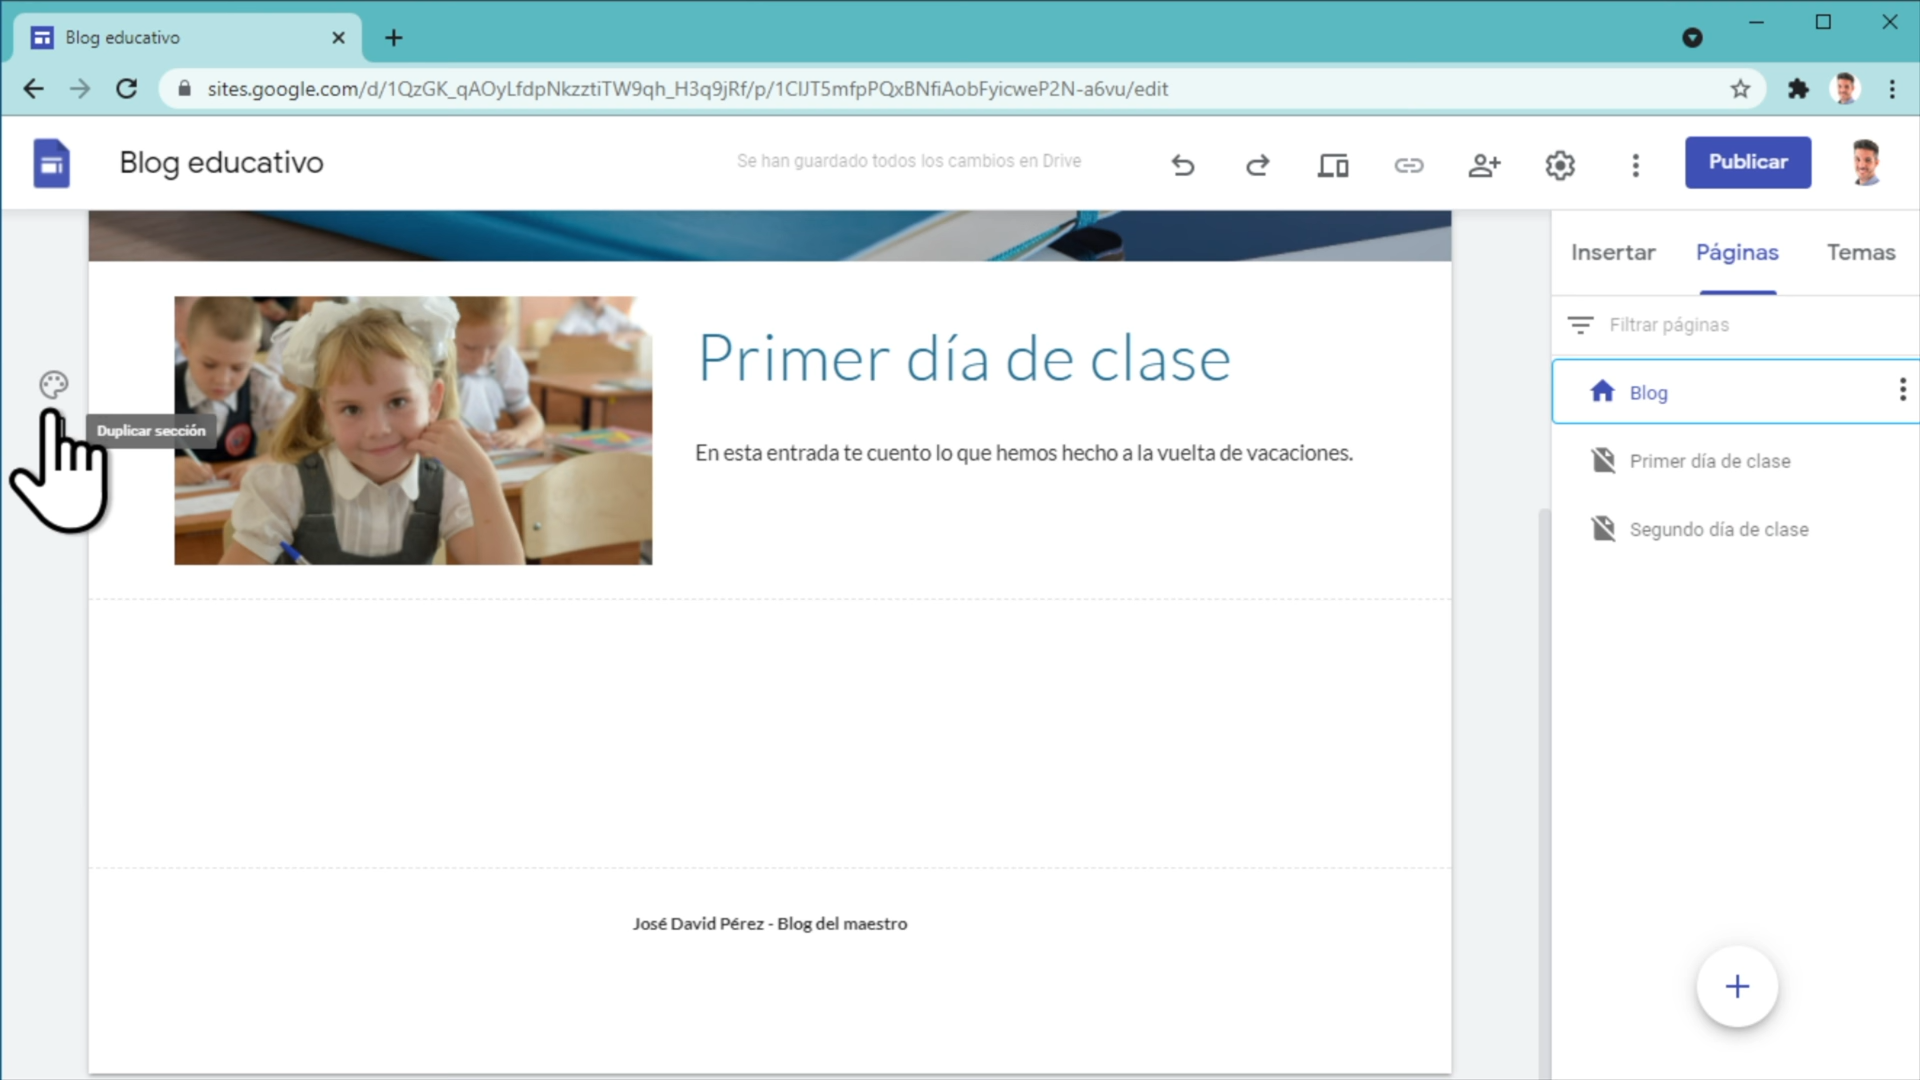 Blog educativo
sites.google.com/d/1QzGK_qAOyLfdpNkzztiTW9qh_H3q9jRf/p/1ClJT5mfpPQxBNfiAobFyicweP2N-a6vu/edit
Blog educativo
Se han guardado todos los cambios en Drive
Publicar
Insertar
Páginas
Temas
Filtrar páginas
Blog
Primer día de clase
Segundo día de clase
Duplicar sección
Primer día de clase
En esta entrada te cuento lo que hemos hecho a la vuelta de vacaciones.
José David Pérez - Blog del maestro